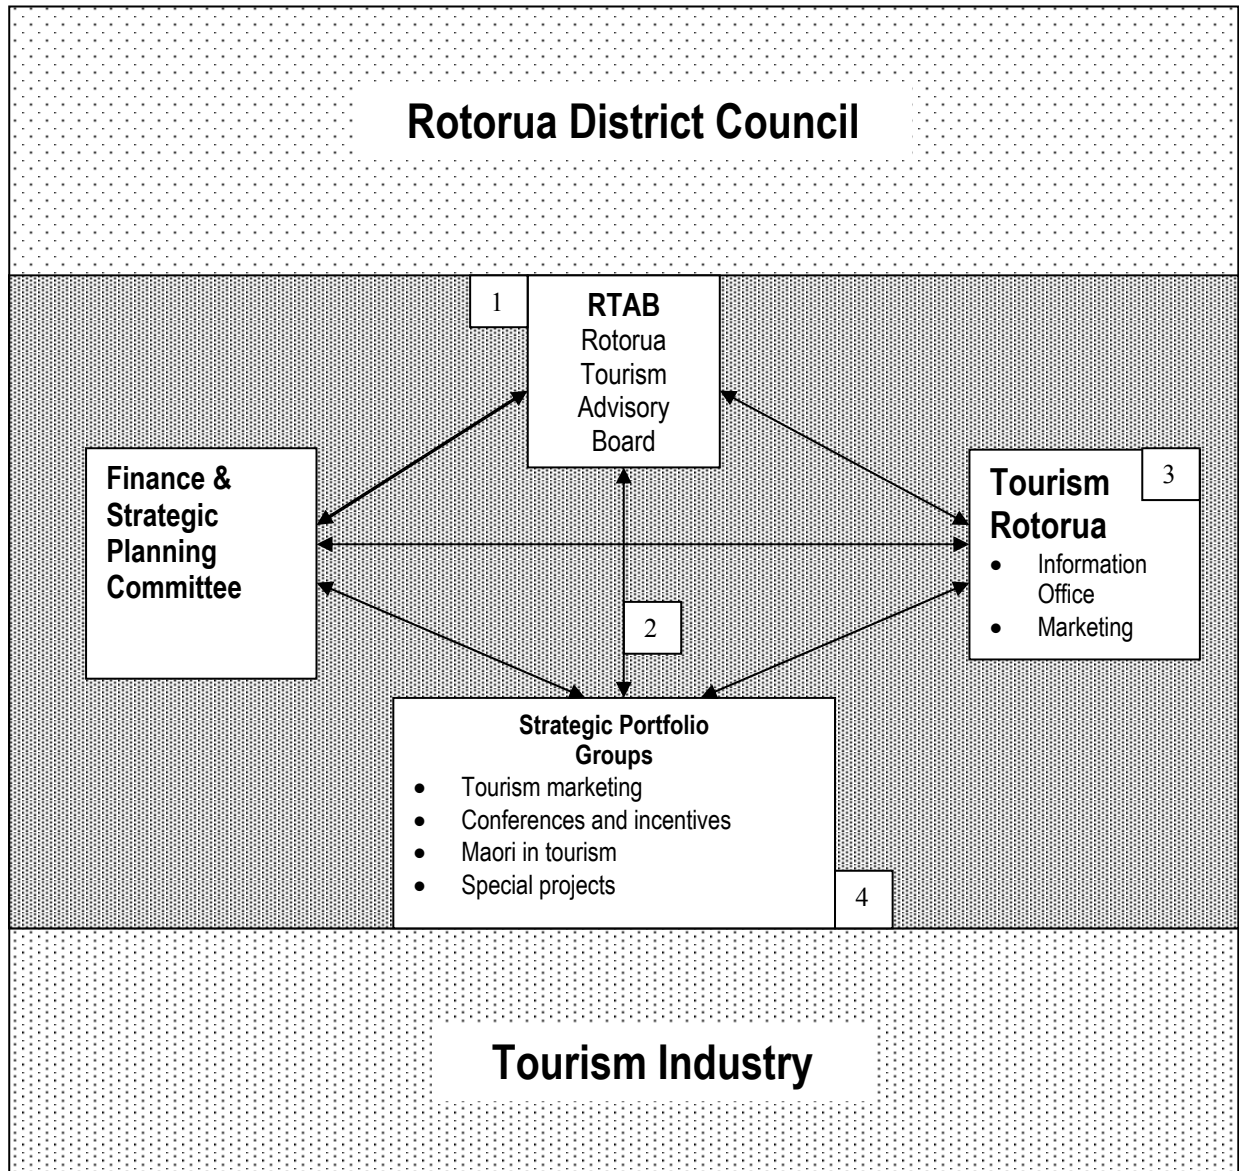 Rotorua District Council
1
RTAB
Rotorua
Tourism
Advisory
Board
Finance &
Strategic
Planning
Committee
3
Tourism
Rotorua
• Information
Office
• Marketing
2
Strategic Portfolio
Groups
• Tourism marketing
• Conferences and incentives
• Maori in tourism
• Special projects
4
Tourism Industry